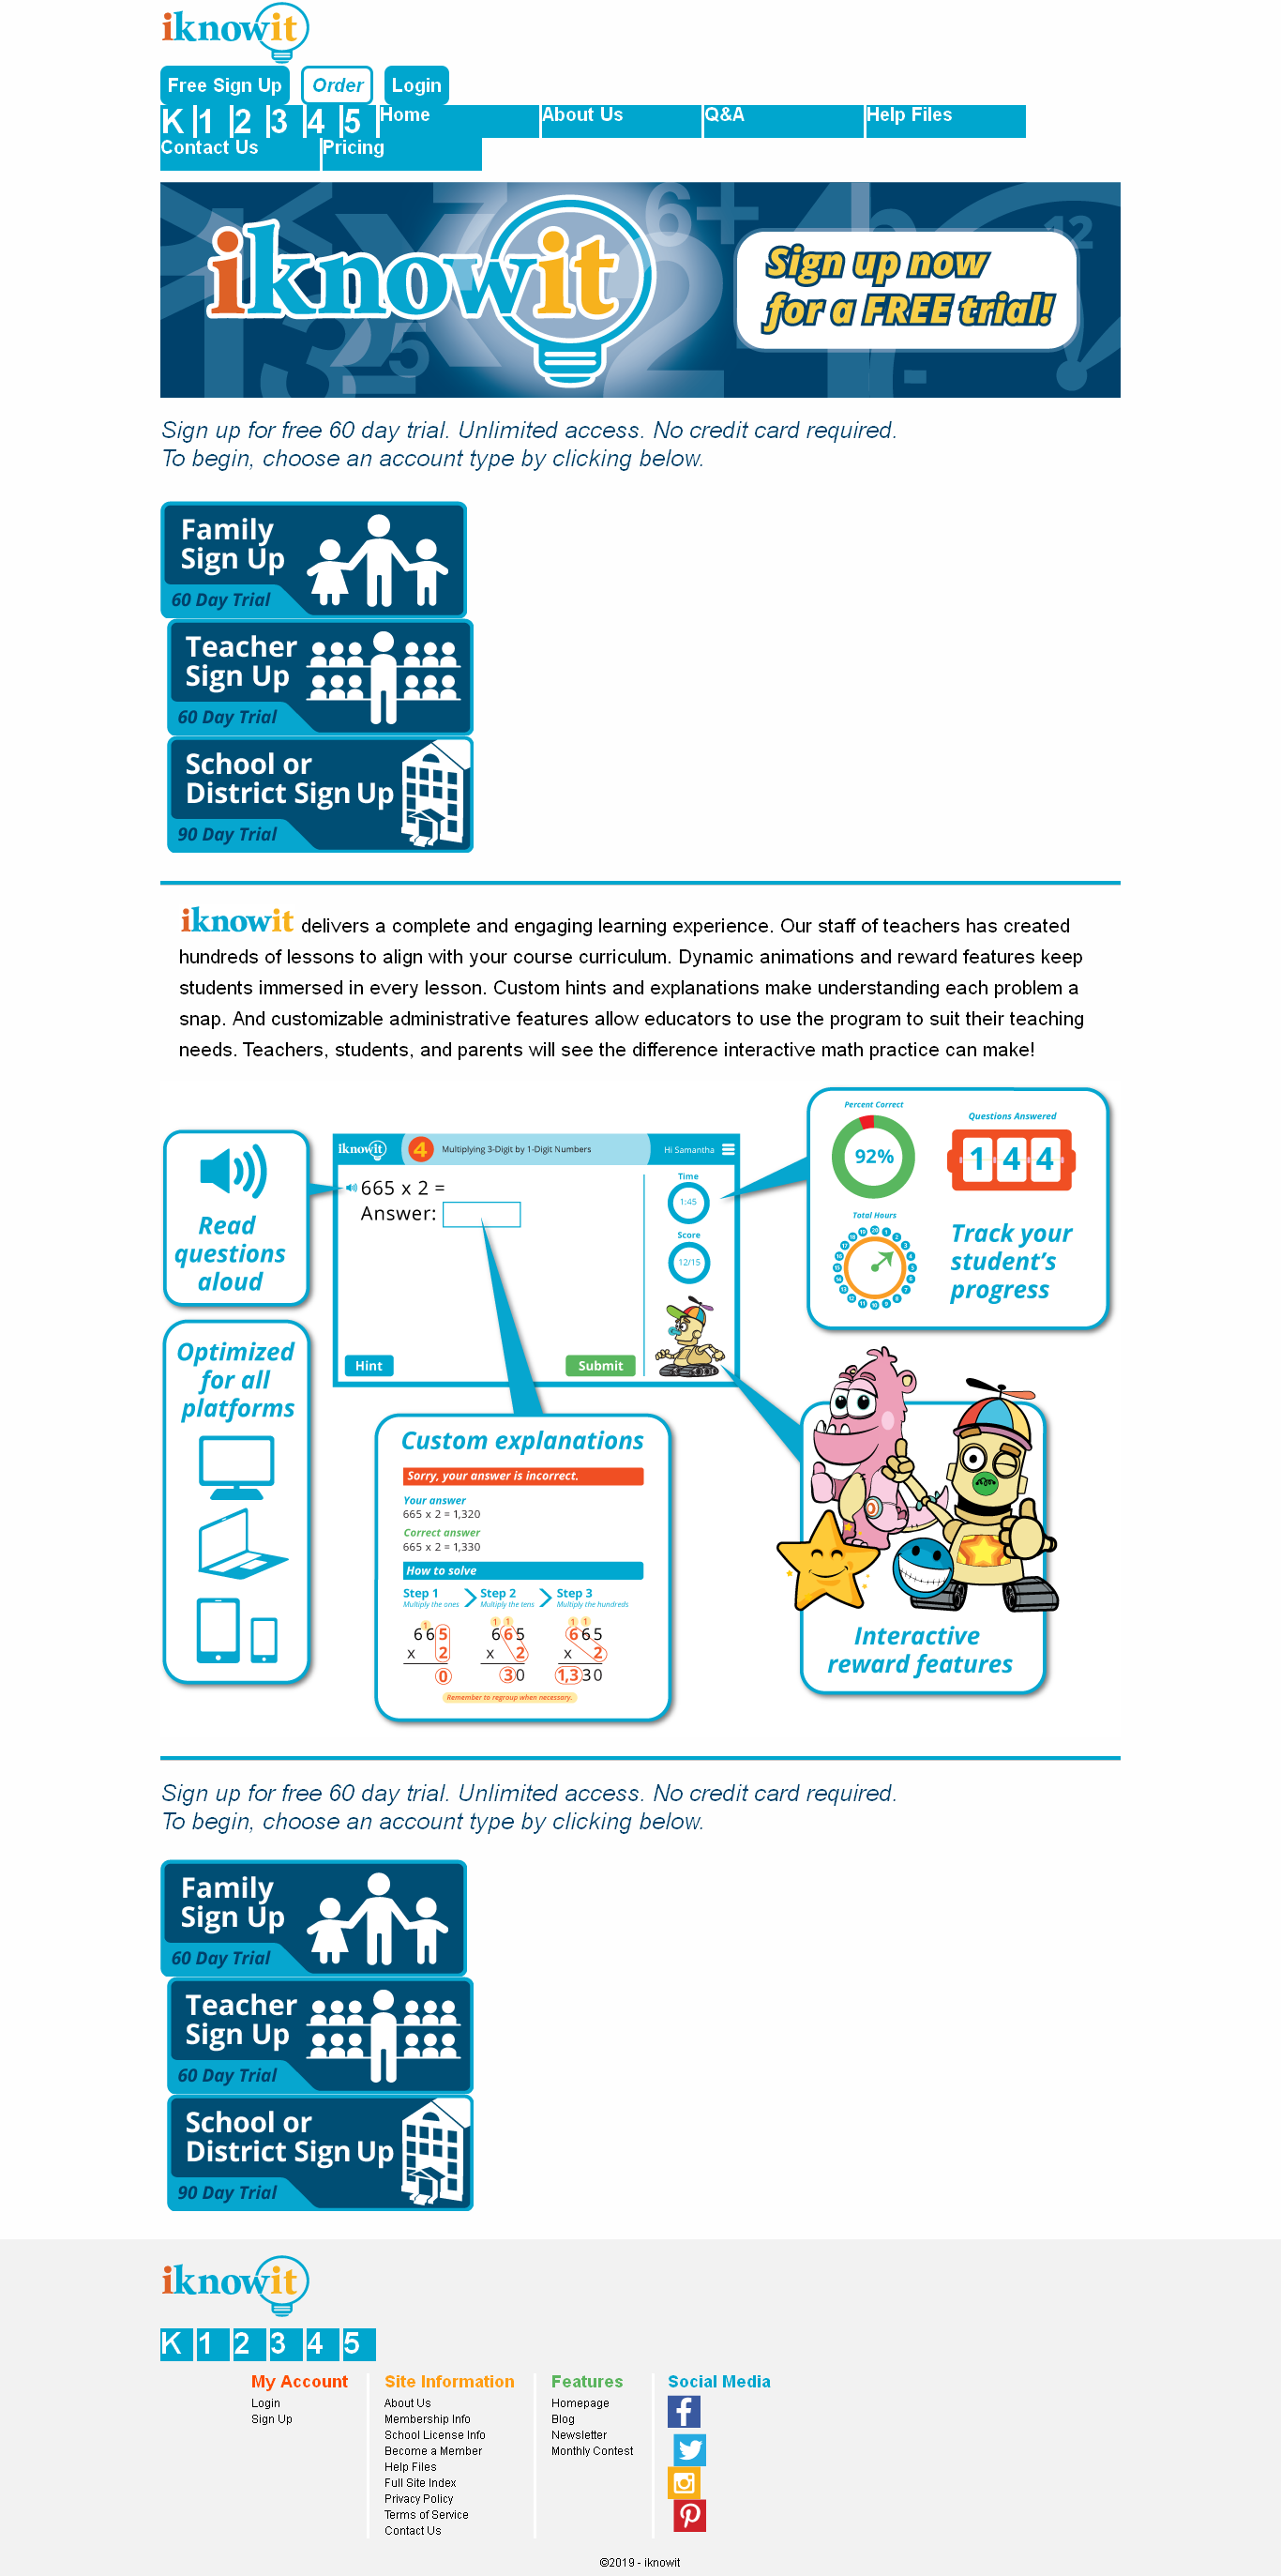 iknowit
Free Sign Up Order Login
K 1 2 3 4 5 Home About Us Q&A Help Files
Contact Us Pricing
iknowit
Sign up now
for a FREE trial!
Sign up for free 60 day trial. Unlimited access. No credit card required.
To begin, choose an account type by clicking below.
Family
Sign Up
60 Day Trial
Teacher
Sign Up
60 Day Trial
School or
District Sign Up
90 Day Trial
iknowit delivers a complete and engaging learning experience. Our staff of teachers has created
hundreds of lessons to align with your course curriculum. Dynamic animations and reward features keep
students immersed in every lesson. Custom hints and explanations make understanding each problem a
snap. And customizable administrative features allow educators to use the program to suit their teaching
needs. Teachers, students, and parents will see the difference interactive math practice can make!
Read
questions
aloud
Optimized
for all
platforms
iknowit 4 Multiplying 3-Digit by 1-Digit Numbers Hi Samantha
665 x 2 =
Answer:
Time
1:45
Score
12/15
Hint Submit
Percent Correct
92%
Questions Answered
1 4 4
Total Hours
Track your
student's
progress
Custom explanations
Sorry, your answer is incorrect.
Your answer
665 x 2 = 1,320
Correct answer
665 x 2 = 1,330
How to solve
Step 1 Step 2 Step 3
Multiply the ones Multiply the tens Multiply the hundreds
1 1 1 1 1
665 665 665
x 2 x 2 x 2
0 30 1,330
Remember to regroup when necessary.
Interactive
reward features
Sign up for free 60 day trial. Unlimited access. No credit card required.
To begin, choose an account type by clicking below.
Family
Sign Up
60 Day Trial
Teacher
Sign Up
60 Day Trial
School or
District Sign Up
90 Day Trial
iknowit
K 1 2 3 4 5
My Account
Login
Sign Up
Site Information
About Us
Membership Info
School License Info
Become a Member
Help Files
Full Site Index
Privacy Policy
Terms of Service
Contact Us
Features
Homepage
Blog
Newsletter
Monthly Contest
Social Media
©2019 - iknowit